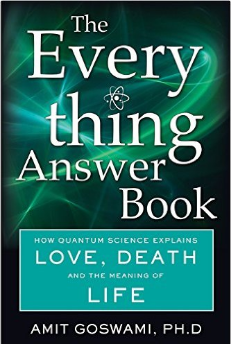 The
Every
thing
Answer
Book
HOW QUANTUM SCIENCE EXPLAINS
LOVE, DEATH
AND THE MEANING OF
LIFE
AMIT GOSWAMI, PH.D